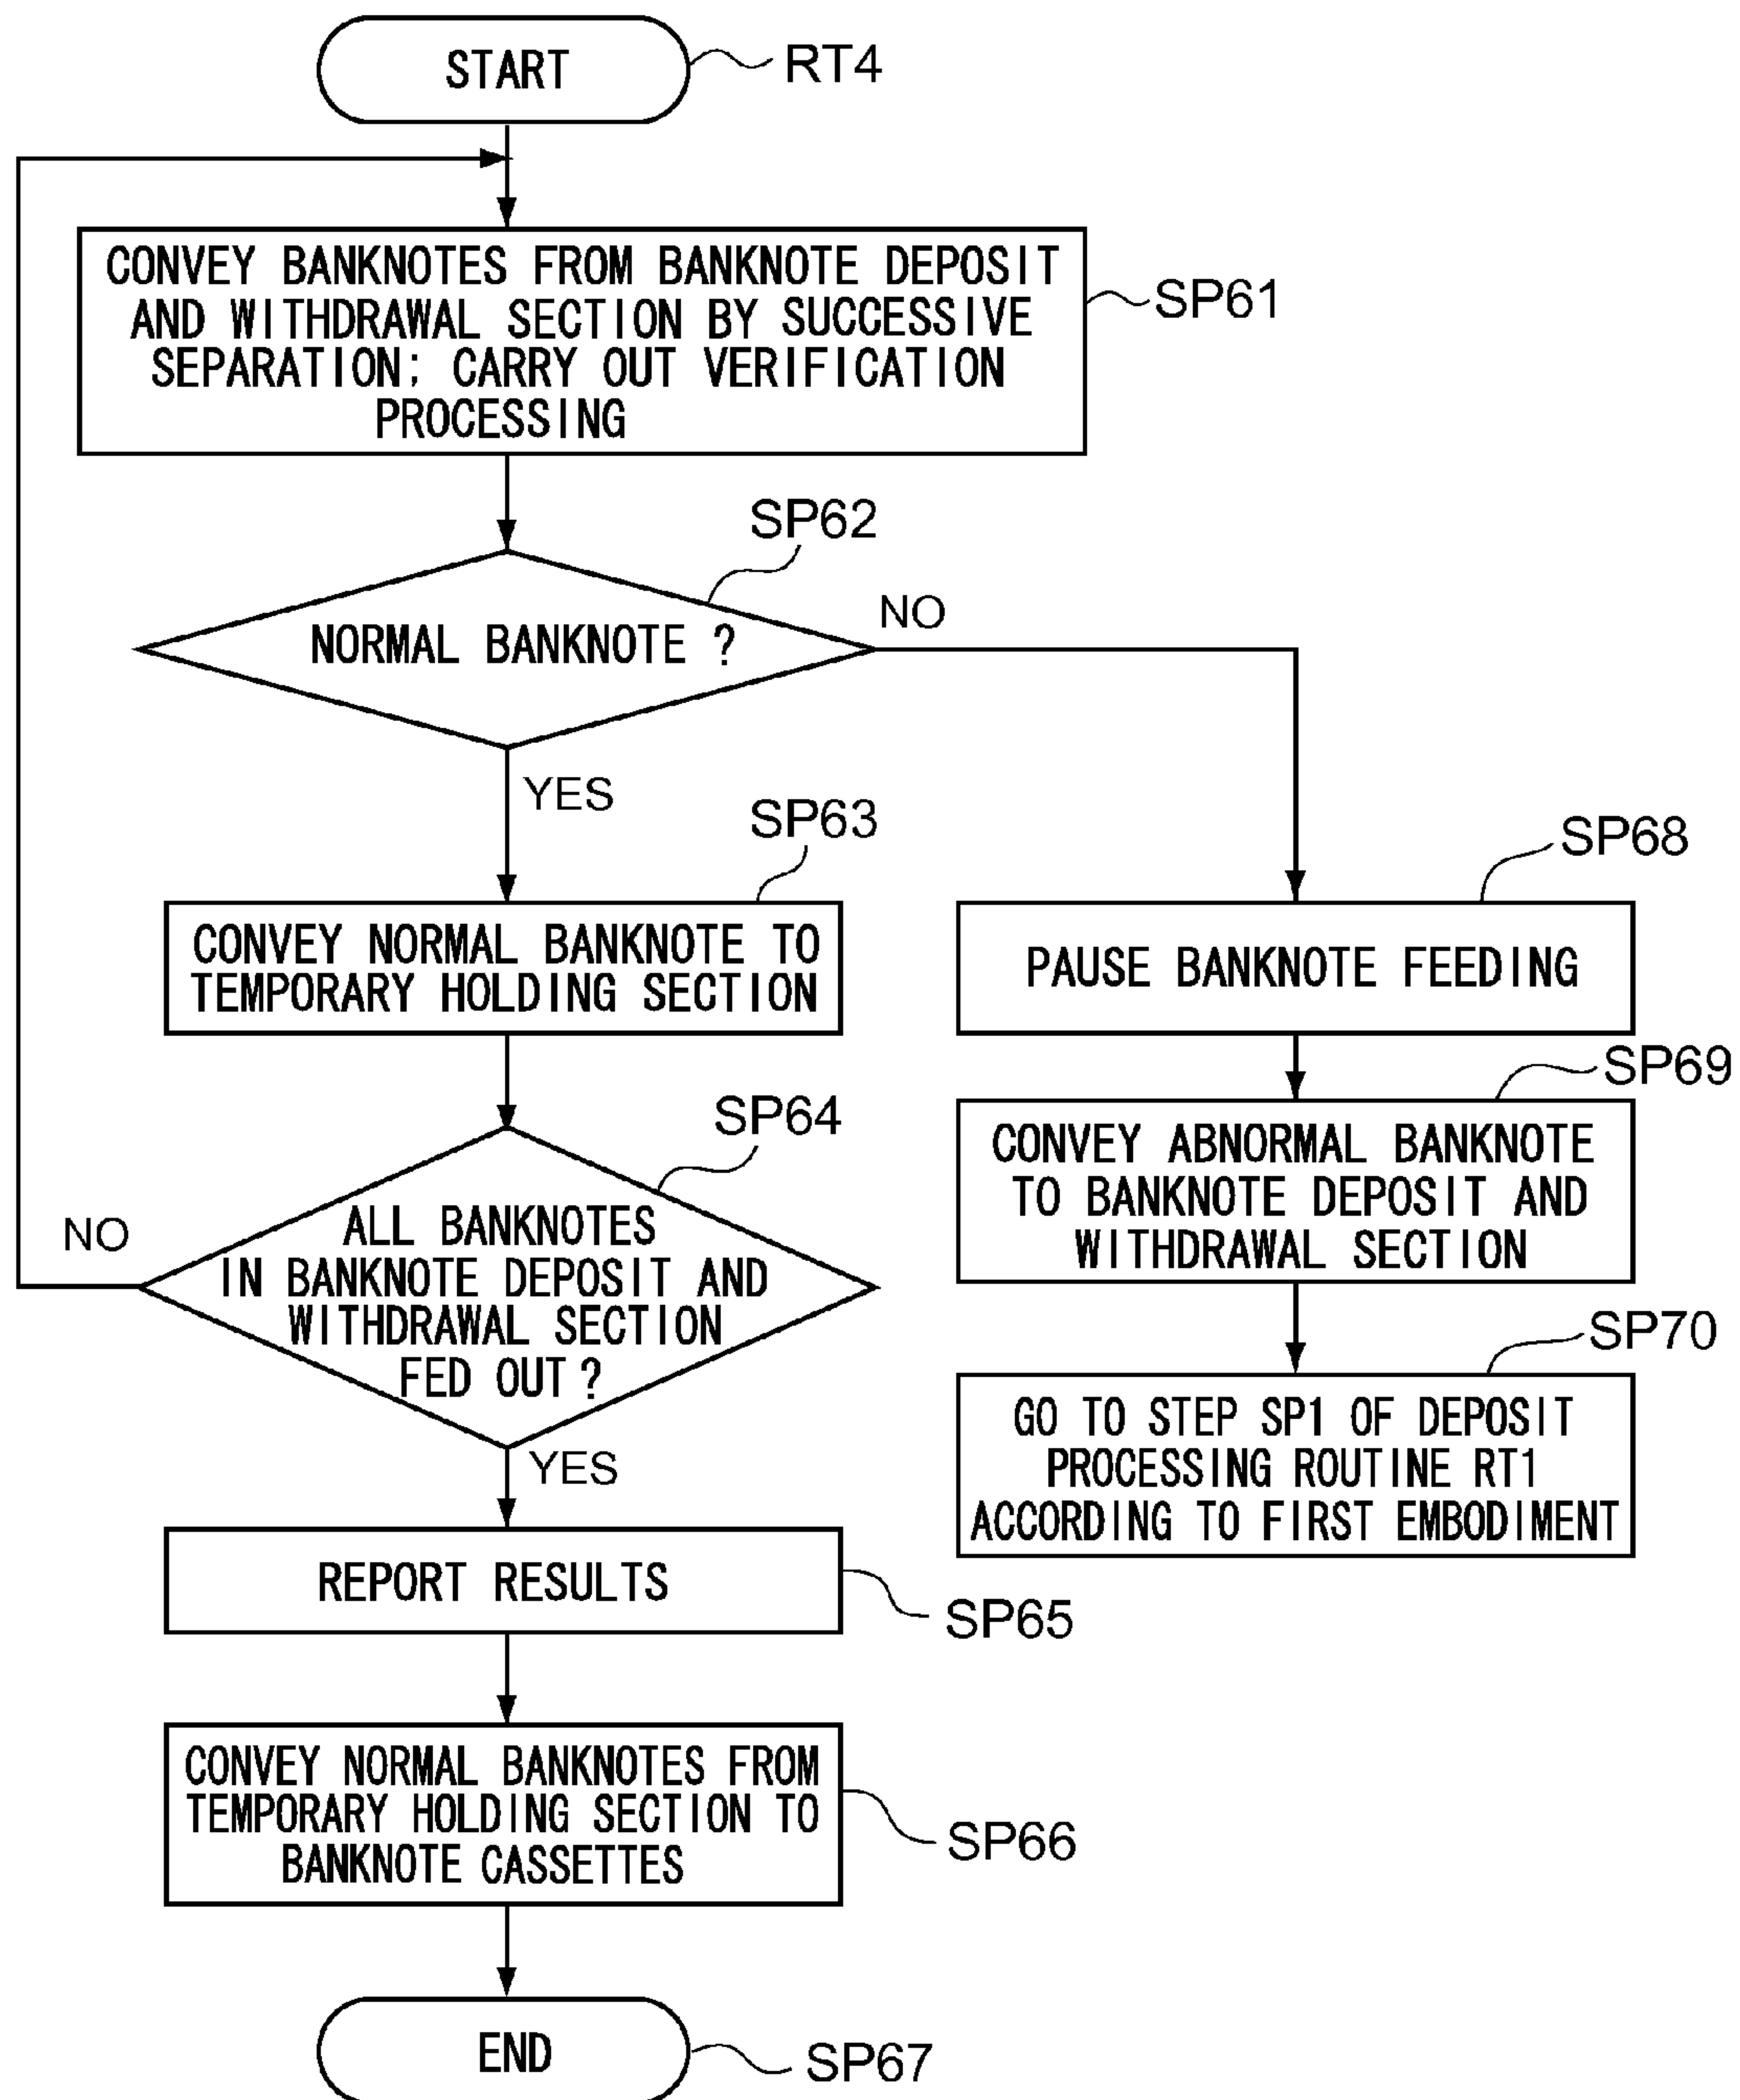 START
RT4
CONVEY BANKNOTES FROM BANKNOTE DEPOSIT
AND WITHDRAWAL SECTION BY SUCCESSIVE
SEPARATION; CARRY OUT VERIFICATION
PROCESSING
SP61
SP62
NORMAL BANKNOTE ?
NO
YES
SP63
CONVEY NORMAL BANKNOTE TO
TEMPORARY HOLDING SECTION
SP64
ALL BANKNOTES
IN BANKNOTE DEPOSIT AND
WITHDRAWAL SECTION
FED OUT ?
NO
YES
REPORT RESULTS
SP65
CONVEY NORMAL BANKNOTES FROM
TEMPORARY HOLDING SECTION TO
BANKNOTE CASSETTES
SP66
END
SP67
SP68
PAUSE BANKNOTE FEEDING
SP69
CONVEY ABNORMAL BANKNOTE
TO BANKNOTE DEPOSIT AND
WITHDRAWAL SECTION
SP70
GO TO STEP SP1 OF DEPOSIT
PROCESSING ROUTINE RT1
ACCORDING TO FIRST EMBODIMENT